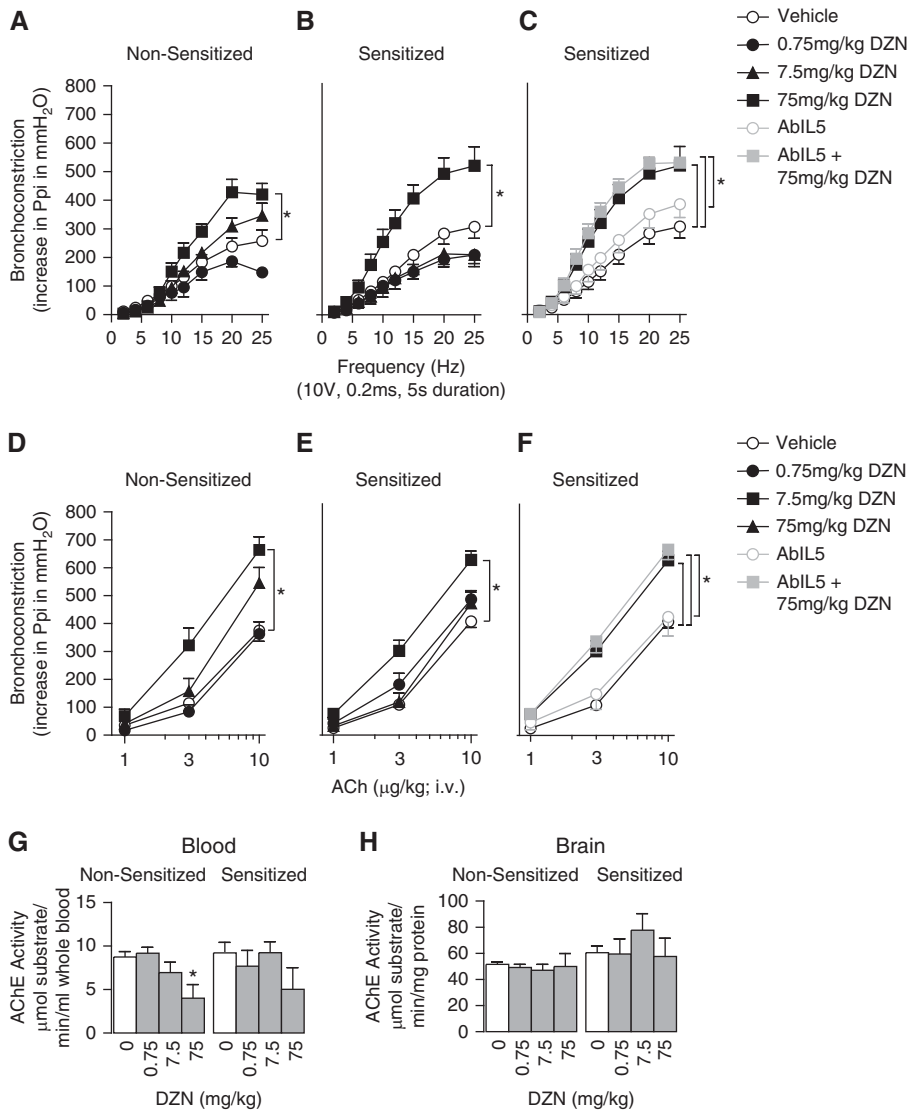 A
Non-Sensitized
B
Sensitized
C
Sensitized
Vehicle
0.75mg/kg DZN
7.5mg/kg DZN
75mg/kg DZN
AbIL5
AbIL5 +
75mg/kg DZN
Bronchoconstriction
(increase in Ppi in mmH2O)
800
700
600
500
400
300
200
100
0
*
*
*
0 5 10 15 20 25
0 5 10 15 20 25
0 5 10 15 20 25
Frequency (Hz)
(10V, 0.2ms, 5s duration)
D
Non-Sensitized
E
Sensitized
F
Sensitized
Vehicle
0.75mg/kg DZN
7.5mg/kg DZN
75mg/kg DZN
AbIL5
AbIL5 +
75mg/kg DZN
Bronchoconstriction
(increase in Ppi in mmH2O)
800
700
600
500
400
300
200
100
0
*
*
*
1 3 10
1 3 10
1 3 10
ACh (μg/kg; i.v.)
G
Blood
Non-Sensitized Sensitized
AChE Activity
μmol substrate/
min/ml whole blood
15
10
5
0
*
0 0.75 7.5 75
0 0.75 7.5 75
DZN (mg/kg)
H
Brain
Non-Sensitized Sensitized
AChE Activity
μmol substrate/
min/mg protein
100
80
60
40
20
0
0 0.75 7.5 75
0 0.75 7.5 75
DZN (mg/kg)